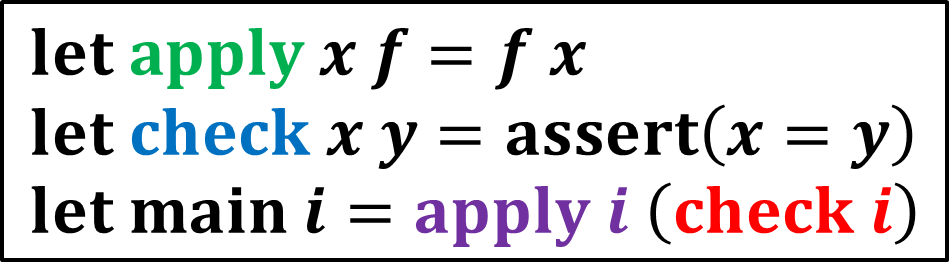 let apply x f = f x
let check x y = assert(x = y)
let main i = apply i (check i)